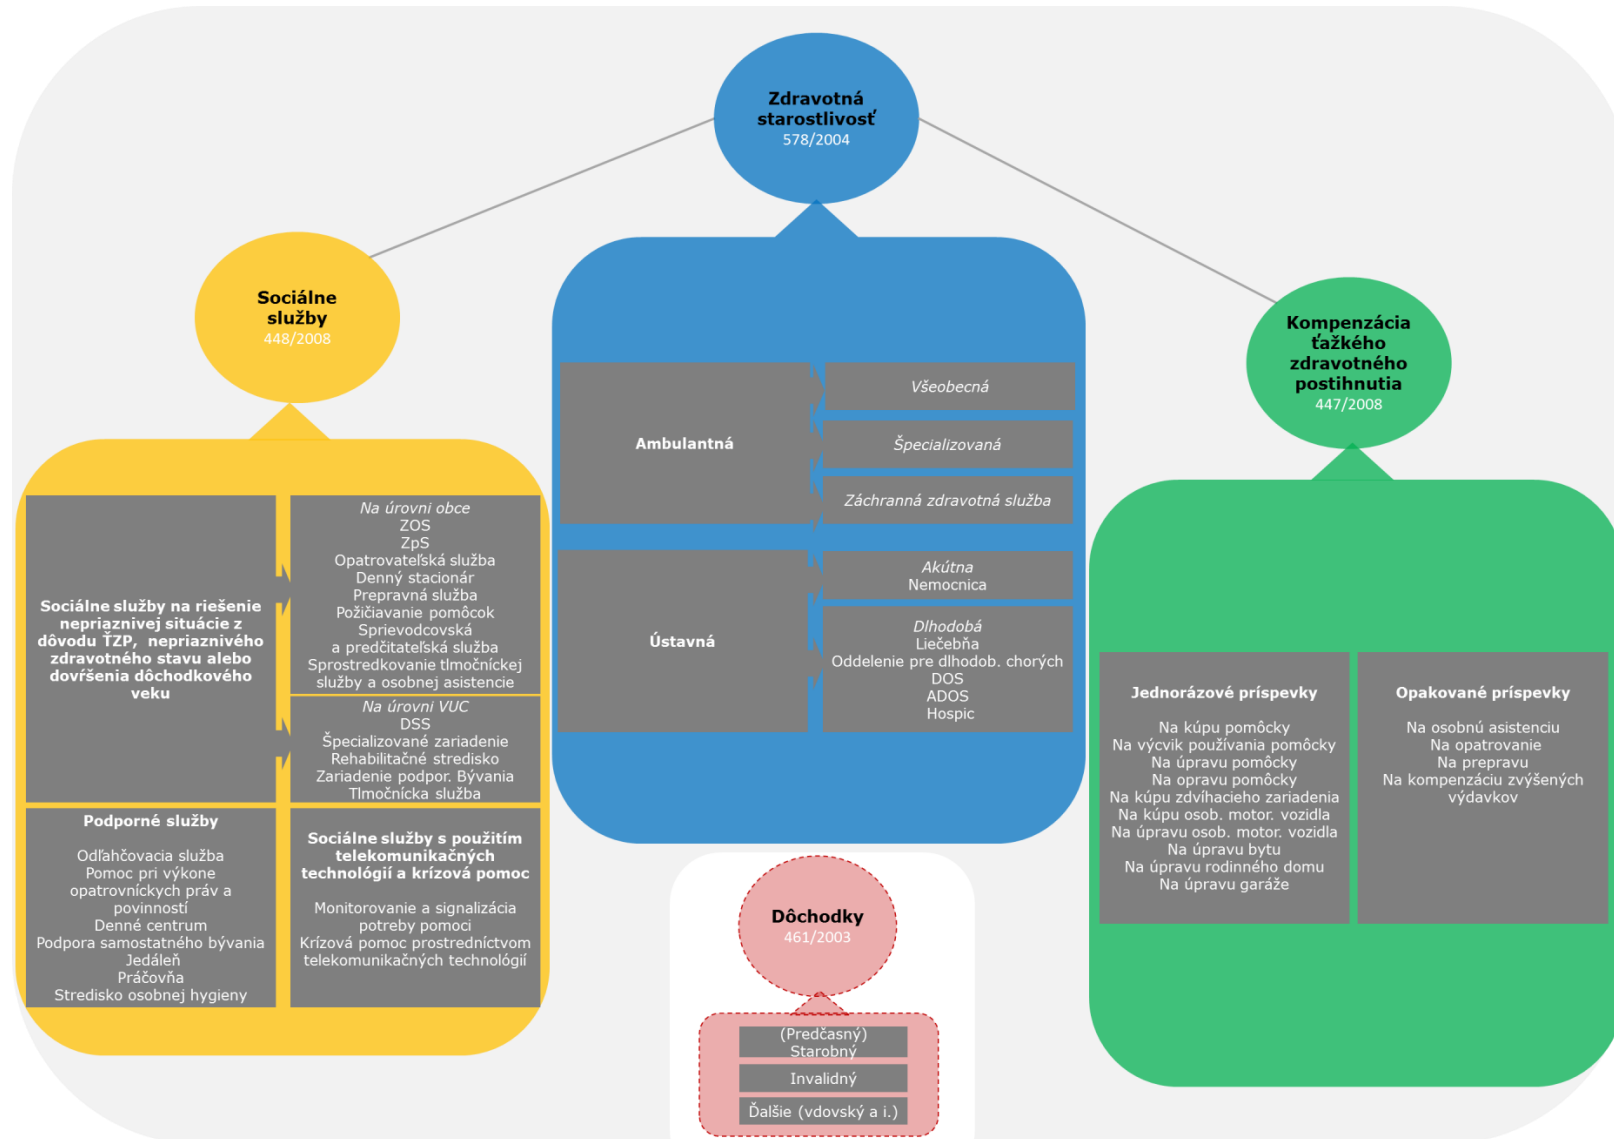 Zdravotná
starostlivosť
578/2004
Sociálne
služby
448/2008
Kompenzácia
ťažkého
zdravotného
postihnutia
447/2008
Sociálne služby na riešenie
nepriaznivej situácie z
dôvodu ŤZP, nepriaznivého
zdravotného stavu alebo
dovŕšenia dôchodkového
veku
Na úrovni obce
ZOS
ZpS
Opatrovateľská služba
Denný stacionár
Prepravná služba
Požičiavanie pomôcok
Sprievodcovská
a predčitateľská služba
Sprostredkovanie tlmočníckej
služby a osobnej asistencie
Na úrovni VUC
DSS
Špecializované zariadenie
Rehabilitačné stredisko
Zariadenie podpor. Bývania
Tlmočnícka služba
Podporné služby
Odľahčovacia služba
Pomoc pri výkone
opatrovníckych práv a
povinností
Denné centrum
Podpora samostatného bývania
Jedáleň
Práčovňa
Stredisko osobnej hygieny
Sociálne služby s použitím
telekomunikačných
technológií a krízová pomoc
Monitorovanie a signalizácia
potreby pomoci
Krízová pomoc prostredníctvom
telekomunikačných technológií
Ambulantná
Všeobecná
Špecializovaná
Záchranná zdravotná služba
Ústavná
Akútna
Nemocnica
Dlhodobá
Liečebňa
Oddelenie pre dlhodob. chorých
DOS
ADOS
Hospic
Jednorázové príspevky
Na kúpu pomôcky
Na výcvik používania pomôcky
Na úpravu pomôcky
Na opravu pomôcky
Na kúpu zdvíhacieho zariadenia
Na kúpu osob. motor. vozidla
Na úpravu osob. motor. vozidla
Na úpravu bytu
Na úpravu rodinného domu
Na úpravu garáže
Opakované príspevky
Na osobnú asistenciu
Na opatrovanie
Na prepravu
Na kompenzáciu zvýšených
výdavkov
Dôchodky
461/2003
(Predčasný)
Starobný
Invalidný
Ďalšie (vdovský a i.)